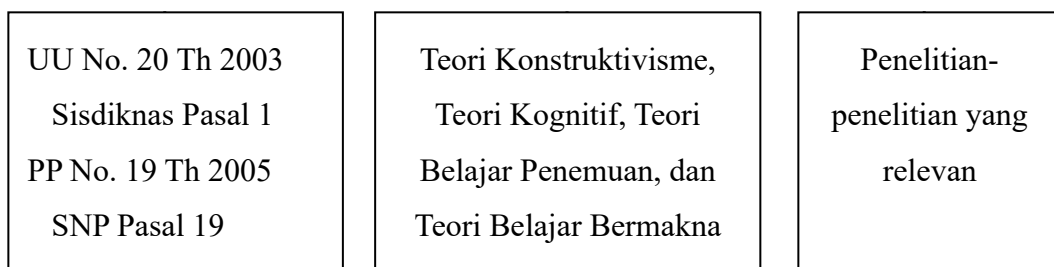 UU No. 20 Th 2003
Sisdiknas Pasal 1
PP No. 19 Th 2005
SNP Pasal 19
Teori Konstruktivisme,
Teori Kognitif, Teori
Belajar Penemuan, dan
Teori Belajar Bermakna
Penelitian-
penelitian yang
relevan